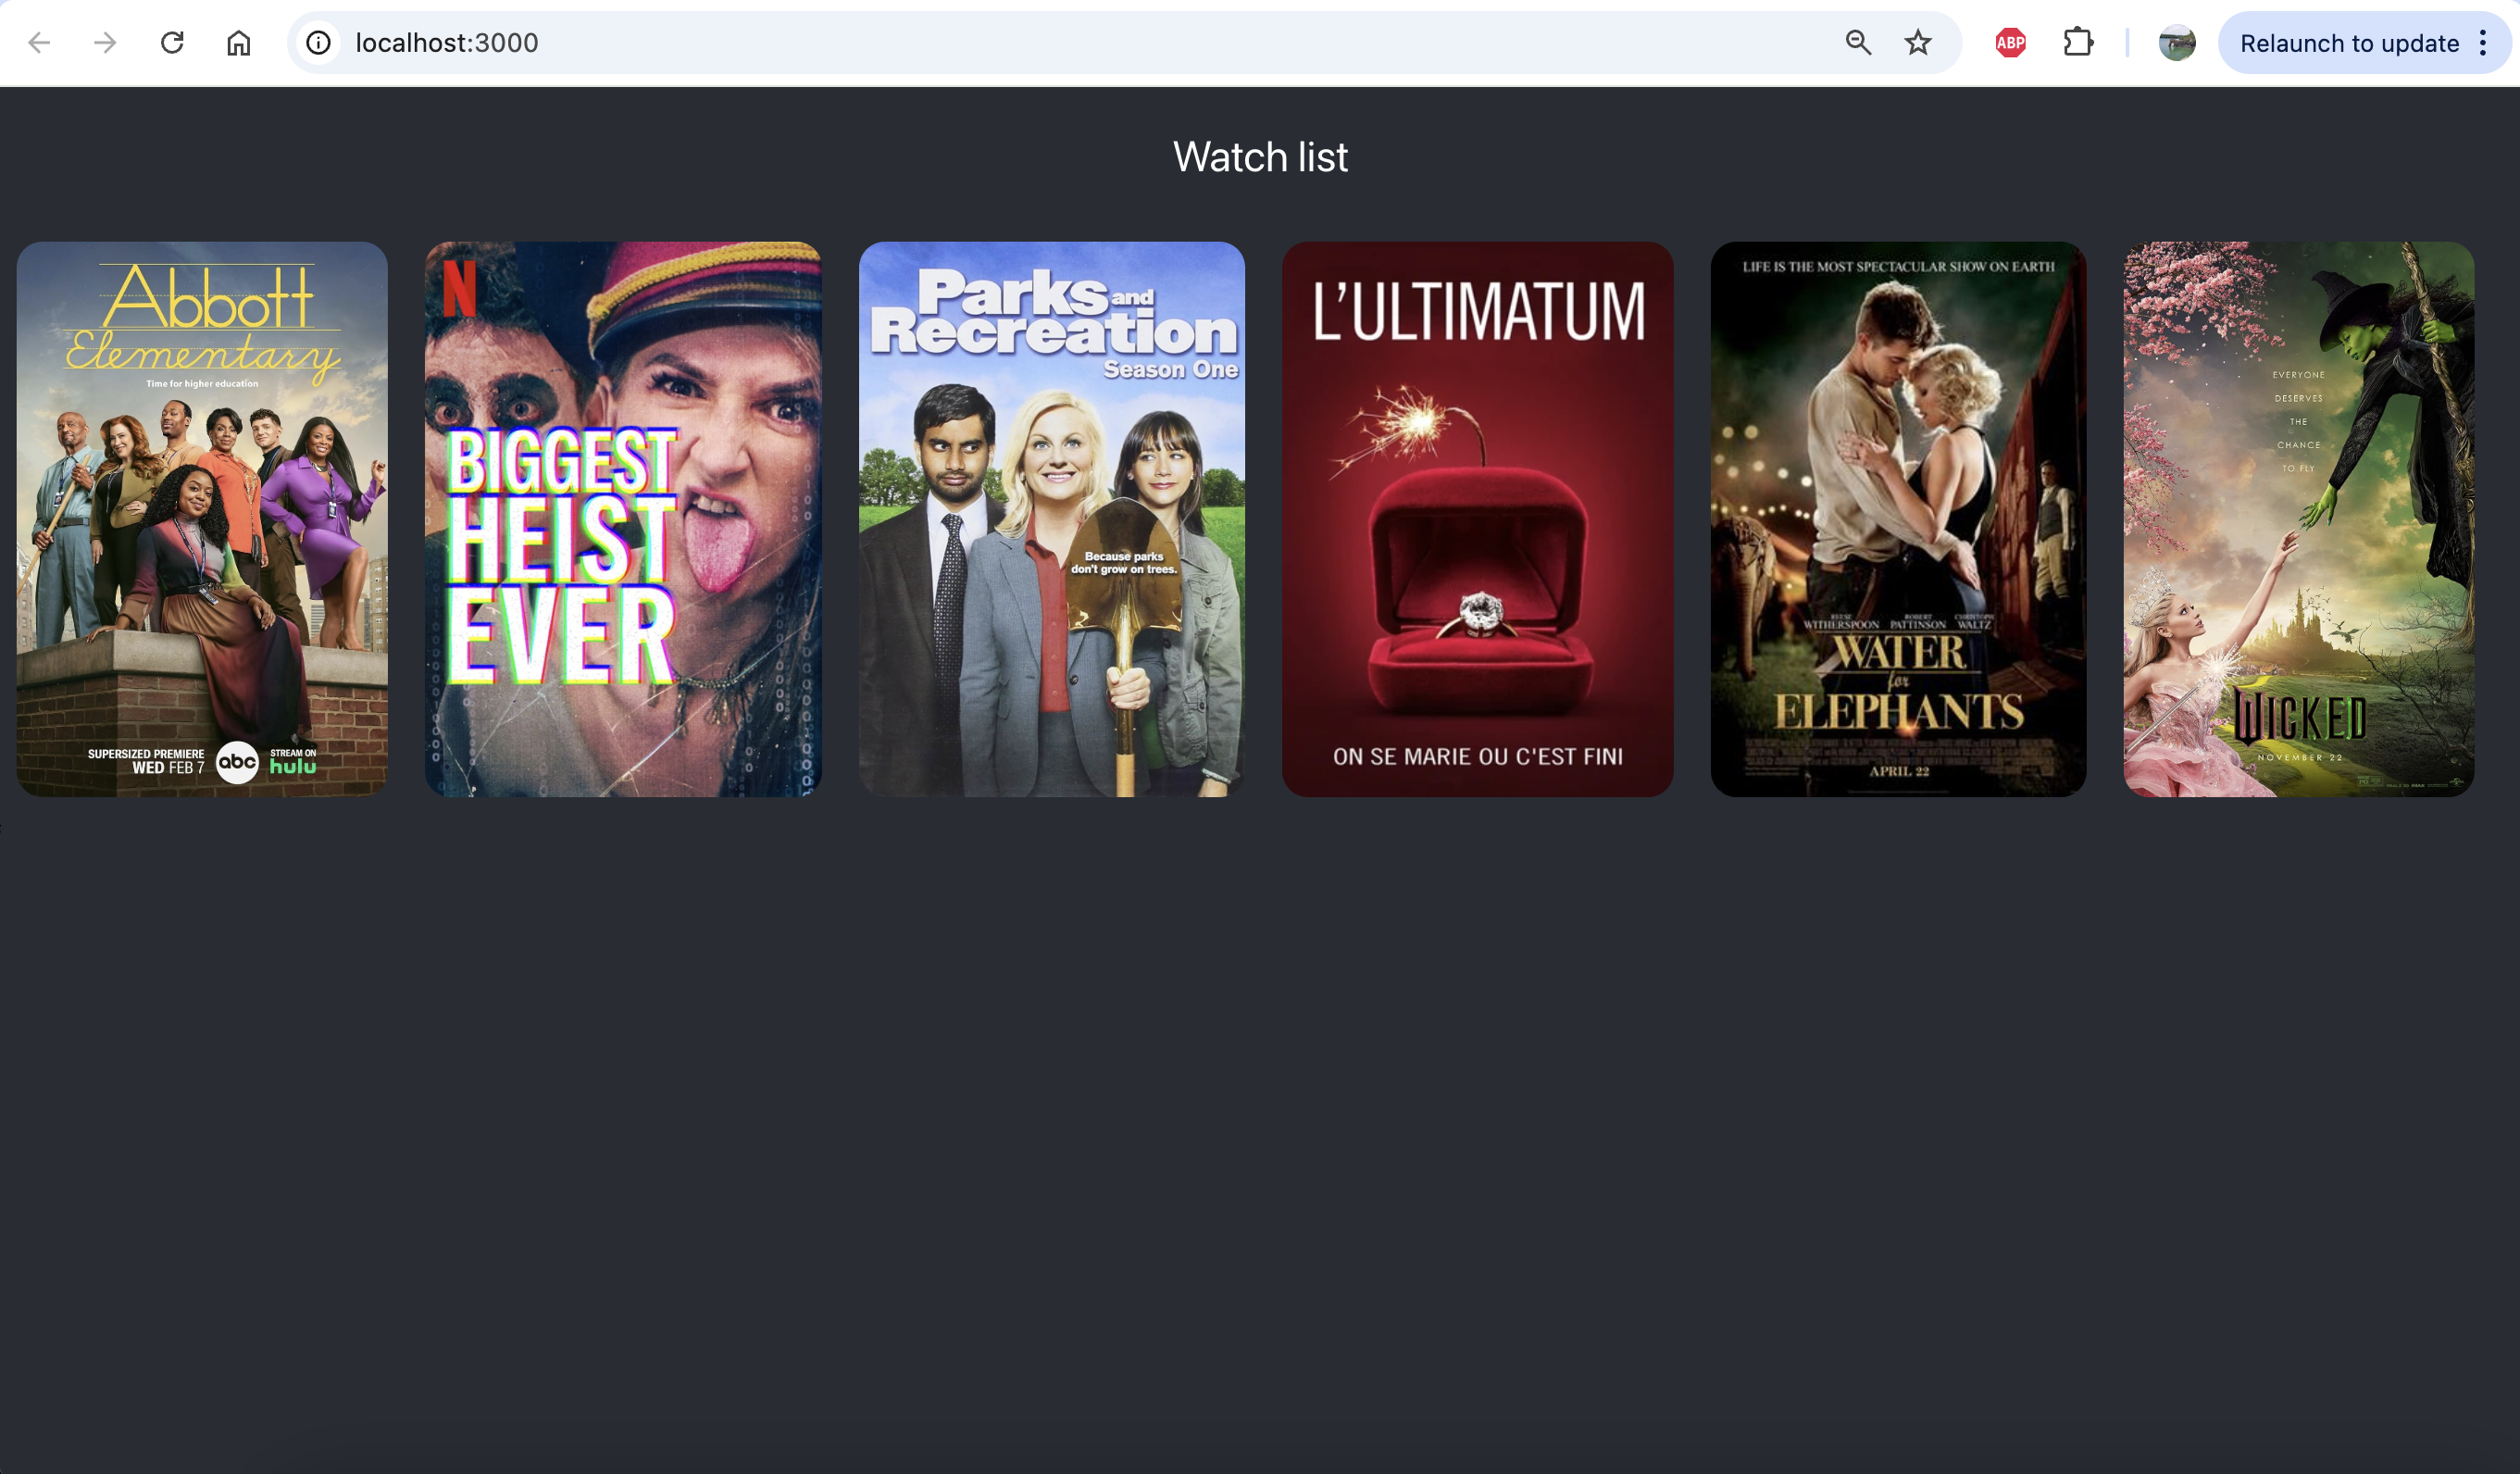 localhost:3000
ABP
Relaunch to update
Watch list
Abbott
Elementary
Time for higher education
SUPERSIZED PREMIERE
WED FEB 7
abc
STREAM ON
hulu
N
BIGGEST
HEIST
EVER
Parks and
Recreation
Season One
Because parks
don't grow on trees.
L'ULTIMATUM
ON SE MARIE OU C'EST FINI
LIFE IS THE MOST SPECTACULAR SHOW ON EARTH
REESE WITHERSPOON ROBERT PATTINSON CHRISTOPH WALTZ
WATER
for
ELEPHANTS
APRIL 22
EVERYONE
DESERVES
THE
CHANCE
TO FLY
WICKED
NOVEMBER 22